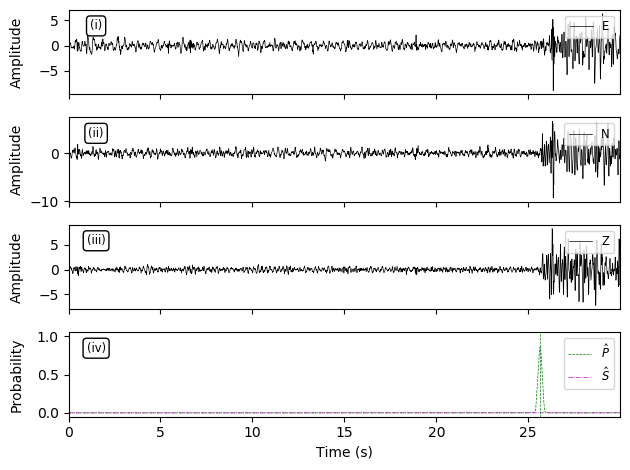 (i)
E
Amplitude
5
0
−5
(ii)
N
Amplitude
0
−10
(iii)
Z
Amplitude
5
0
−5
(iv)
P̂
Ŝ
Probability
1.0
0.5
0.0
0 5 10 15 20 25
Time (s)